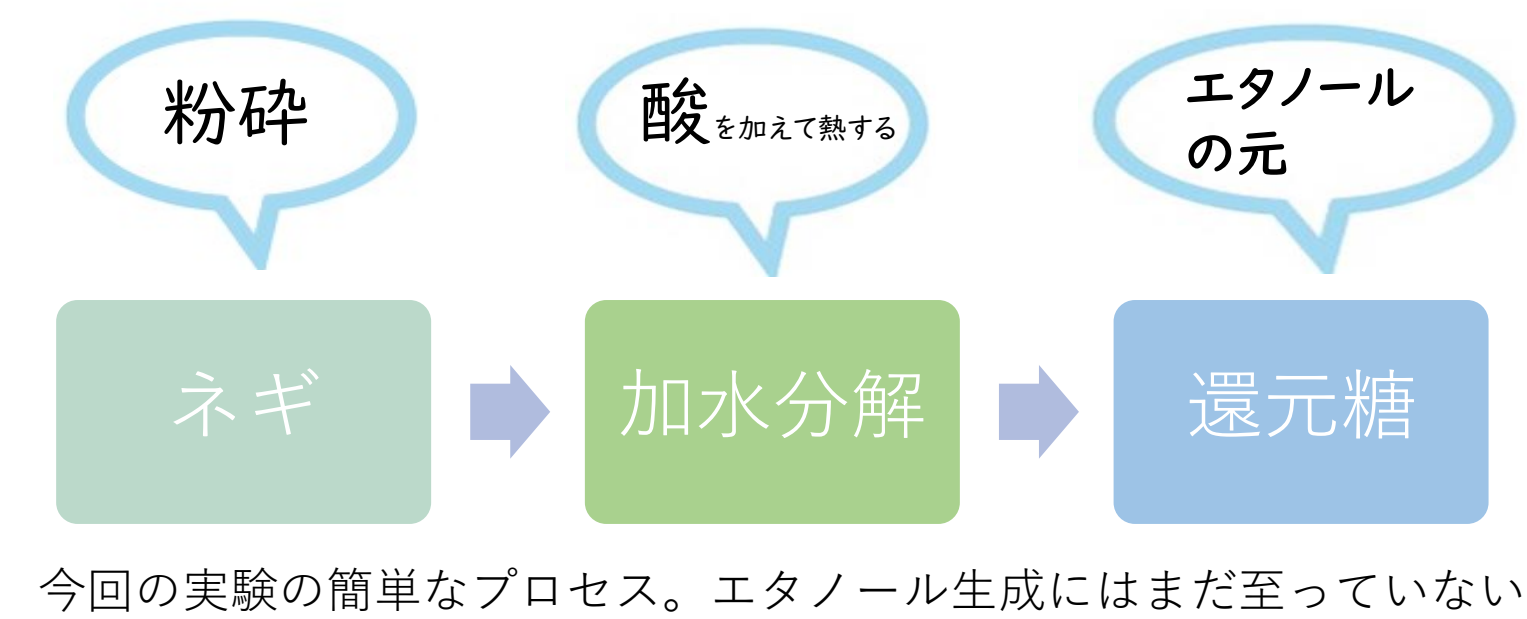 粉砕
酸を加えて熱する
エタノール
の元
ネギ
加水分解
還元糖
今回の実験の簡単なプロセス。エタノール生成にはまだ至っていない